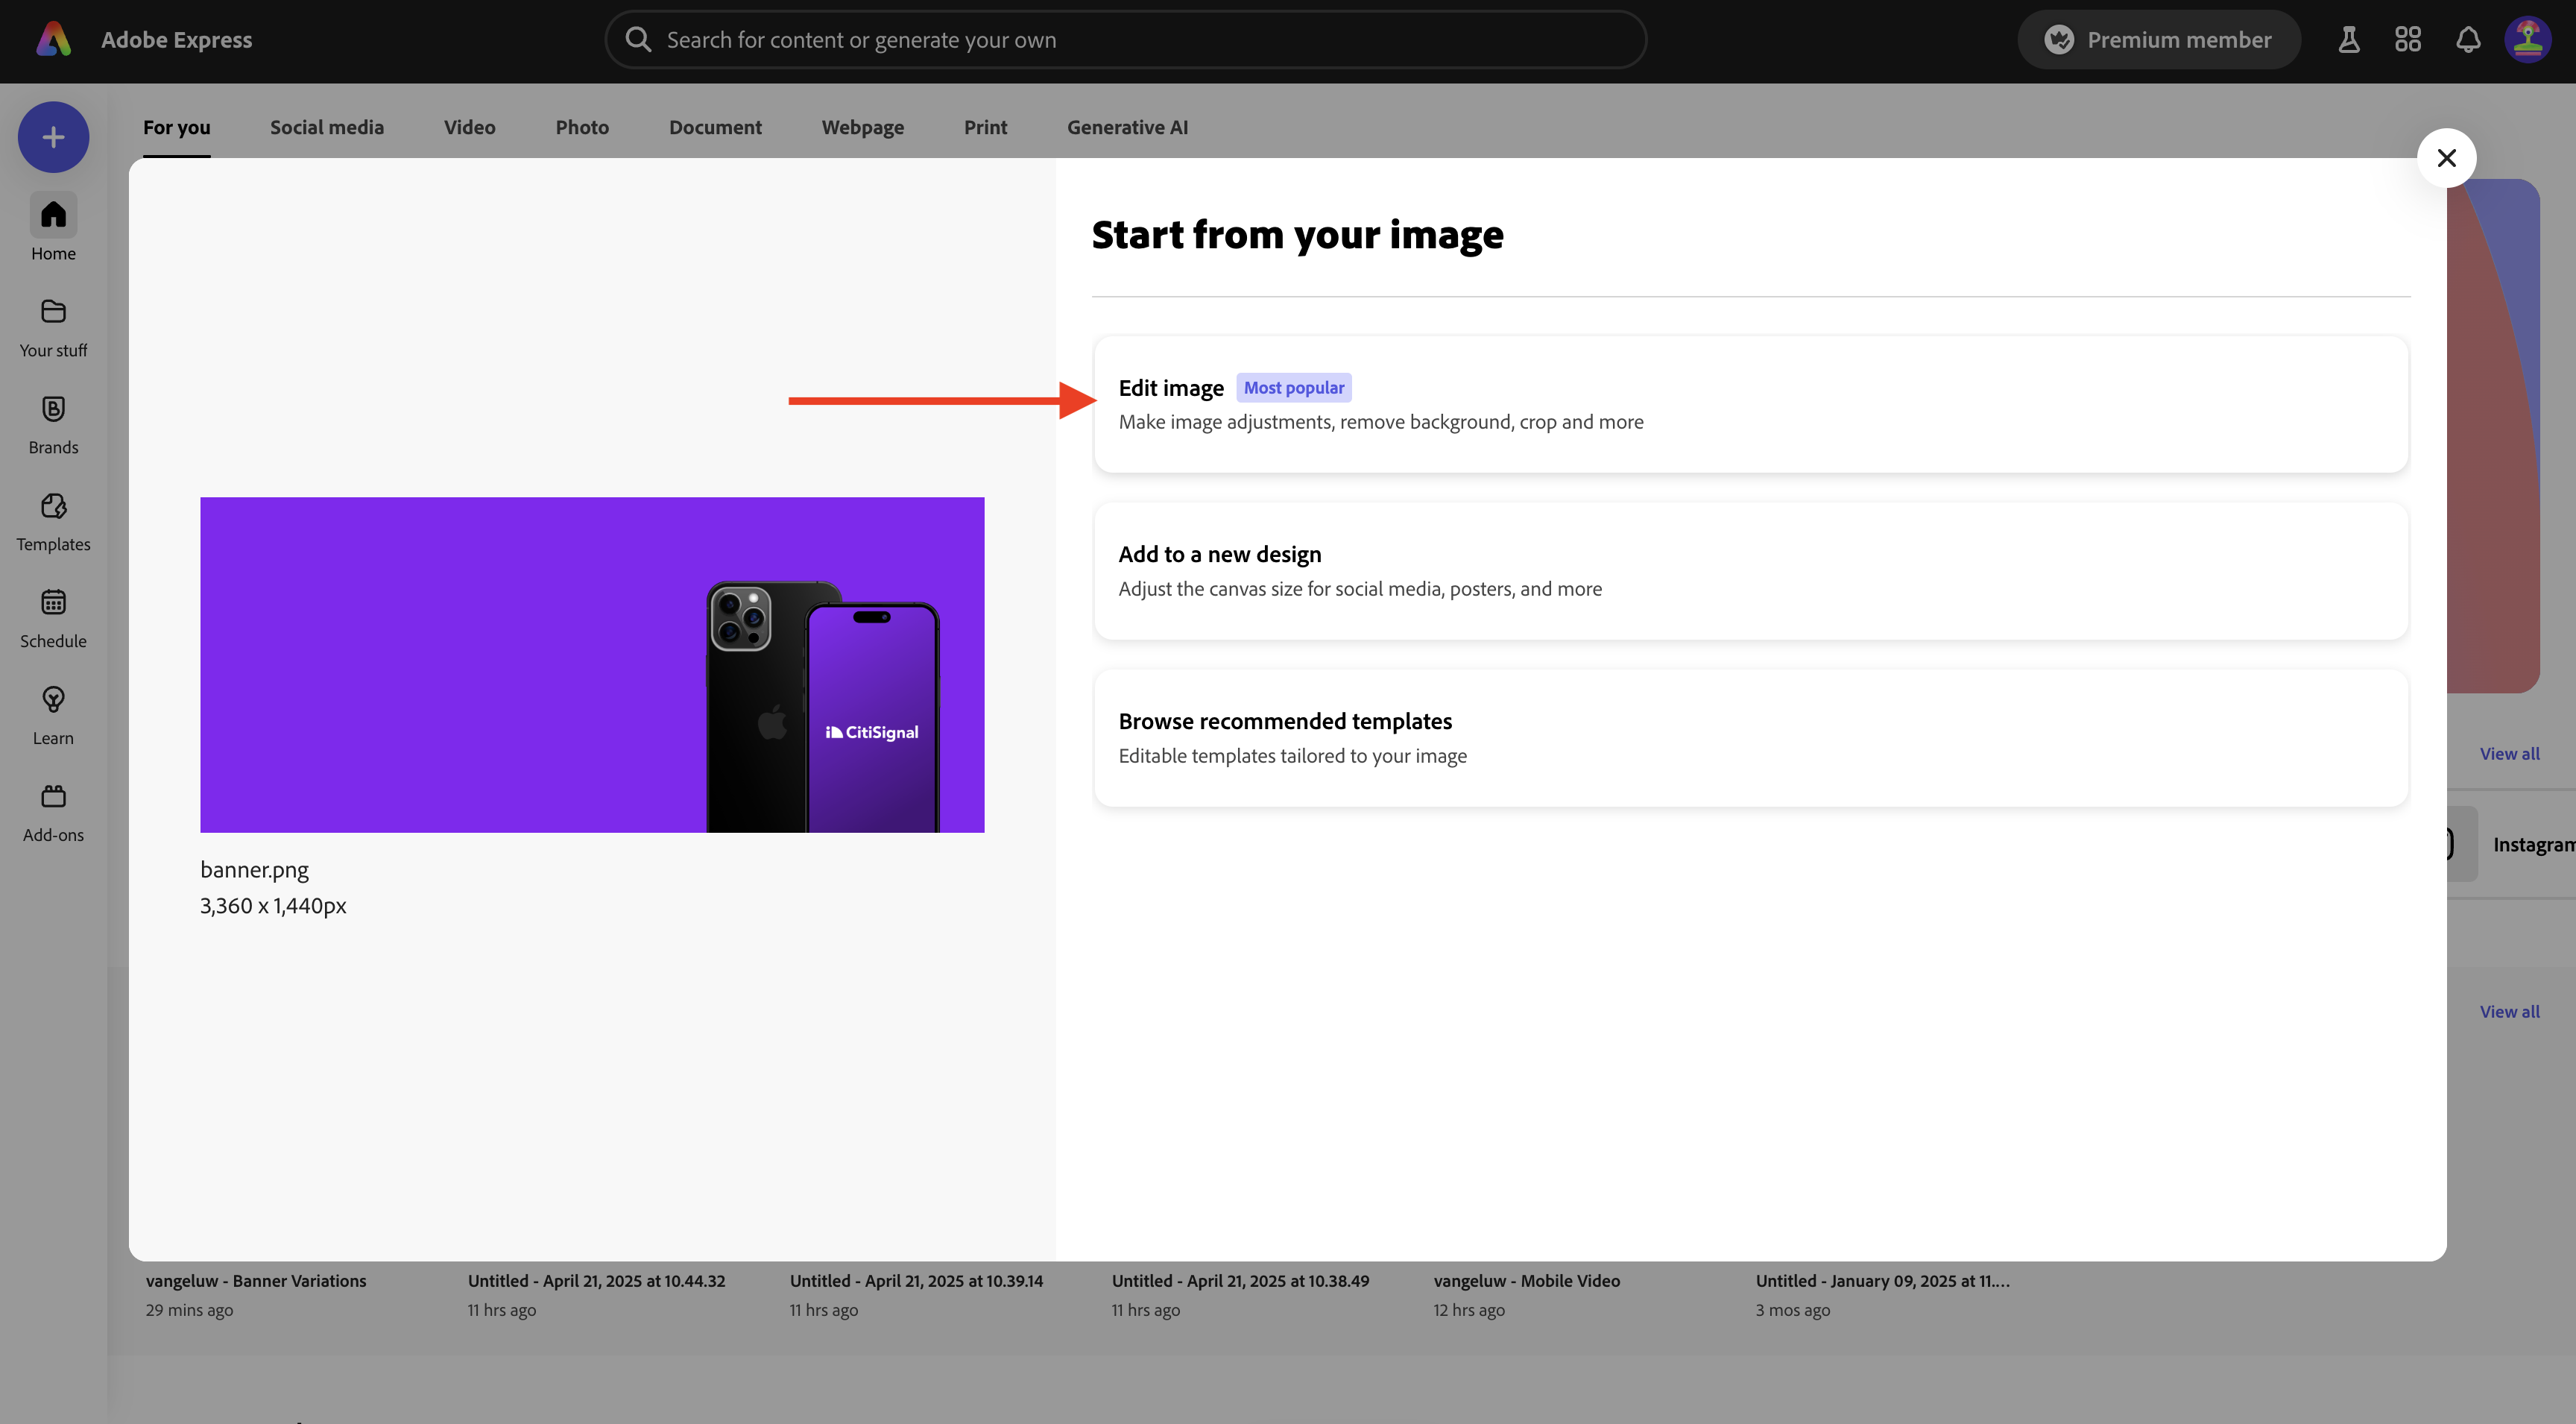 Adobe Express
Search for content or generate your own
Premium member
For you
Social media
Video
Photo
Document
Webpage
Print
Generative AI
Home
Your stuff
Brands
Templates
Schedule
Learn
Add-ons
CitiSignal
banner.png
3,360 x 1,440px
Start from your image
Edit image
Most popular
Make image adjustments, remove background, crop and more
Add to a new design
Adjust the canvas size for social media, posters, and more
Browse recommended templates
Editable templates tailored to your image
View all
Instagram
View all
vangeluw - Banner Variations
29 mins ago
Untitled - April 21, 2025 at 10.44.32
11 hrs ago
Untitled - April 21, 2025 at 10.39.14
11 hrs ago
Untitled - April 21, 2025 at 10.38.49
11 hrs ago
vangeluw - Mobile Video
12 hrs ago
Untitled - January 09, 2025 at 11....
3 mos ago